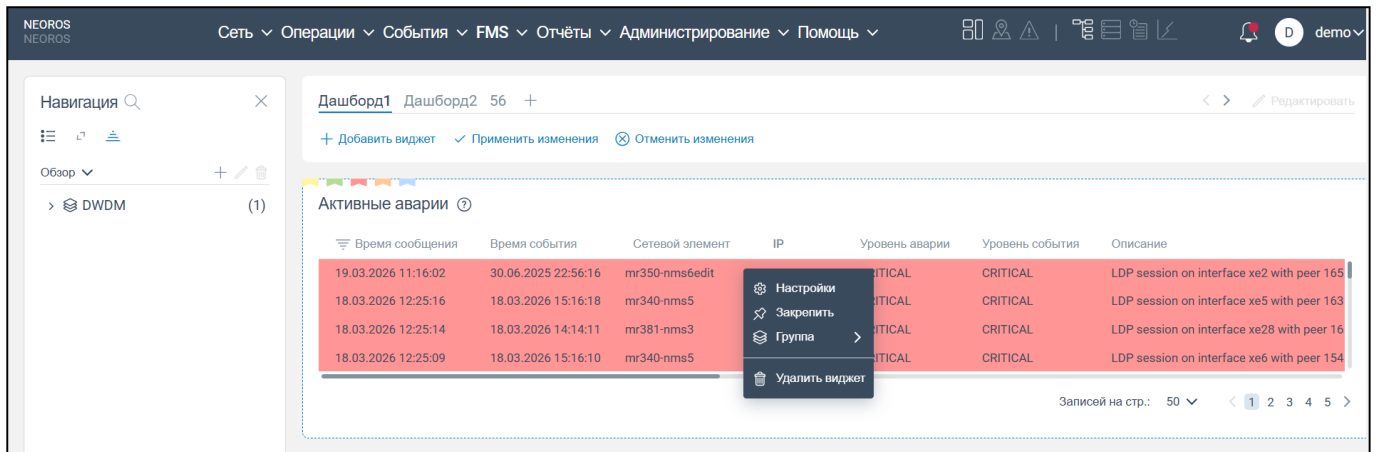 NEOROS
NEOROS
Сеть Операции События FMS Отчёты Администрирование Помощь
D demo
Навигация
Обзор
DWDM (1)
Дашборд1 Дашборд2 56
Редактировать
Добавить виджет Применить изменения Отменить изменения
Активные аварии
Время сообщения Время события Сетевой элемент IP Уровень аварии Уровень события Описание
19.03.2026 11:16:02 30.06.2025 22:56:16 mr350-nms6edit RITICAL CRITICAL LDP session on interface xe2 with peer 165
18.03.2026 12:25:16 18.03.2026 15:16:18 mr340-nms5 ITICAL CRITICAL LDP session on interface xe5 with peer 163
18.03.2026 12:25:14 18.03.2026 14:14:11 mr381-nms3 ITICAL CRITICAL LDP session on interface xe28 with peer 16
18.03.2026 12:25:09 18.03.2026 15:16:10 mr340-nms5 ITICAL CRITICAL LDP session on interface xe6 with peer 154
Настройки
Закрепить
Группа
Удалить виджет
Записей на стр.: 50 1 2 3 4 5